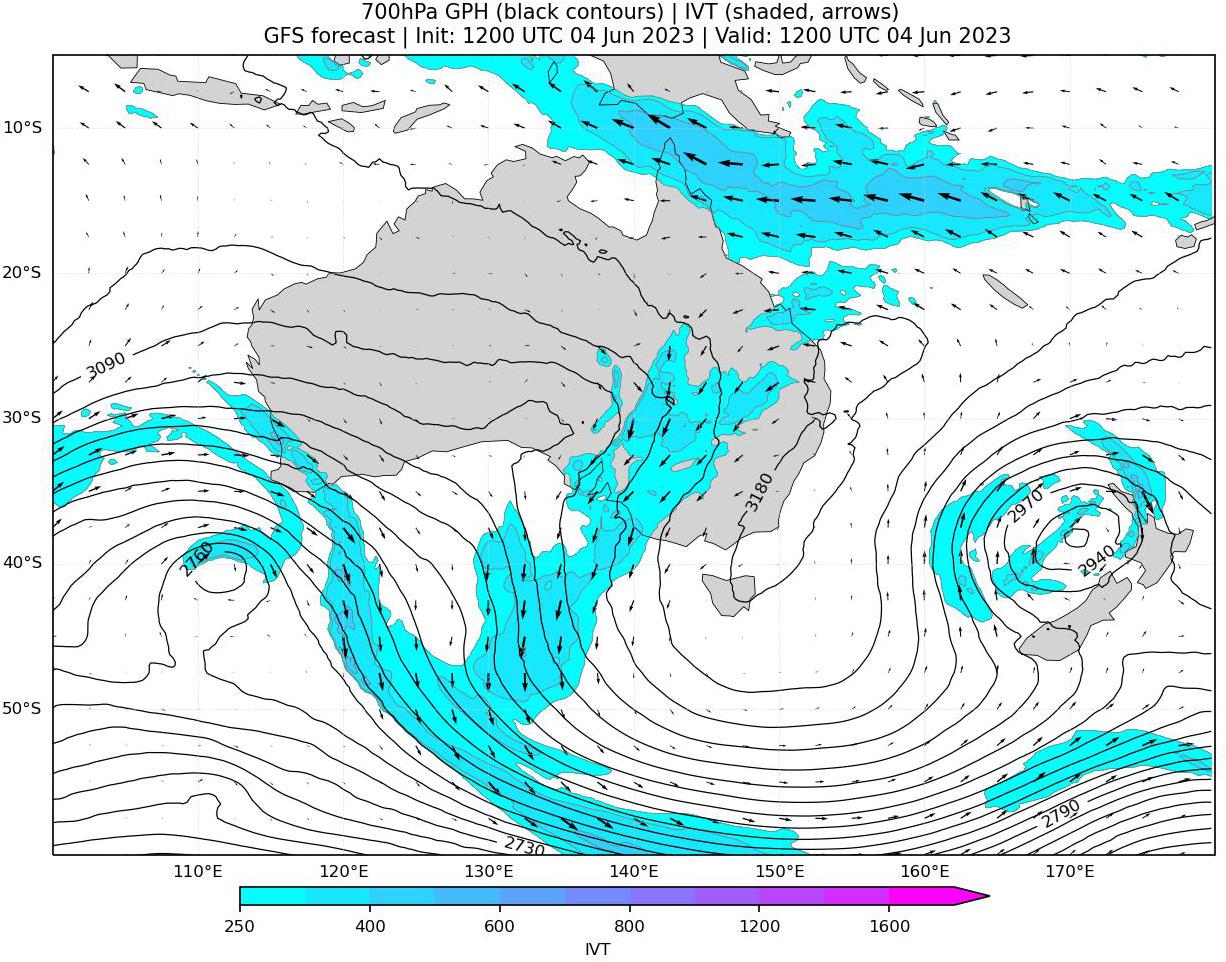 700hPa GPH (black contours) | IVT (shaded, arrows)
GFS forecast | Init: 1200 UTC 04 Jun 2023 | Valid: 1200 UTC 04 Jun 2023
10°S
20°S
3090
30°S
3180
2970
2760
40°S
2940
50°S
2790
2730
110°E 120°E 130°E 140°E 150°E 160°E 170°E
250 400 600 800 1200 1600
IVT